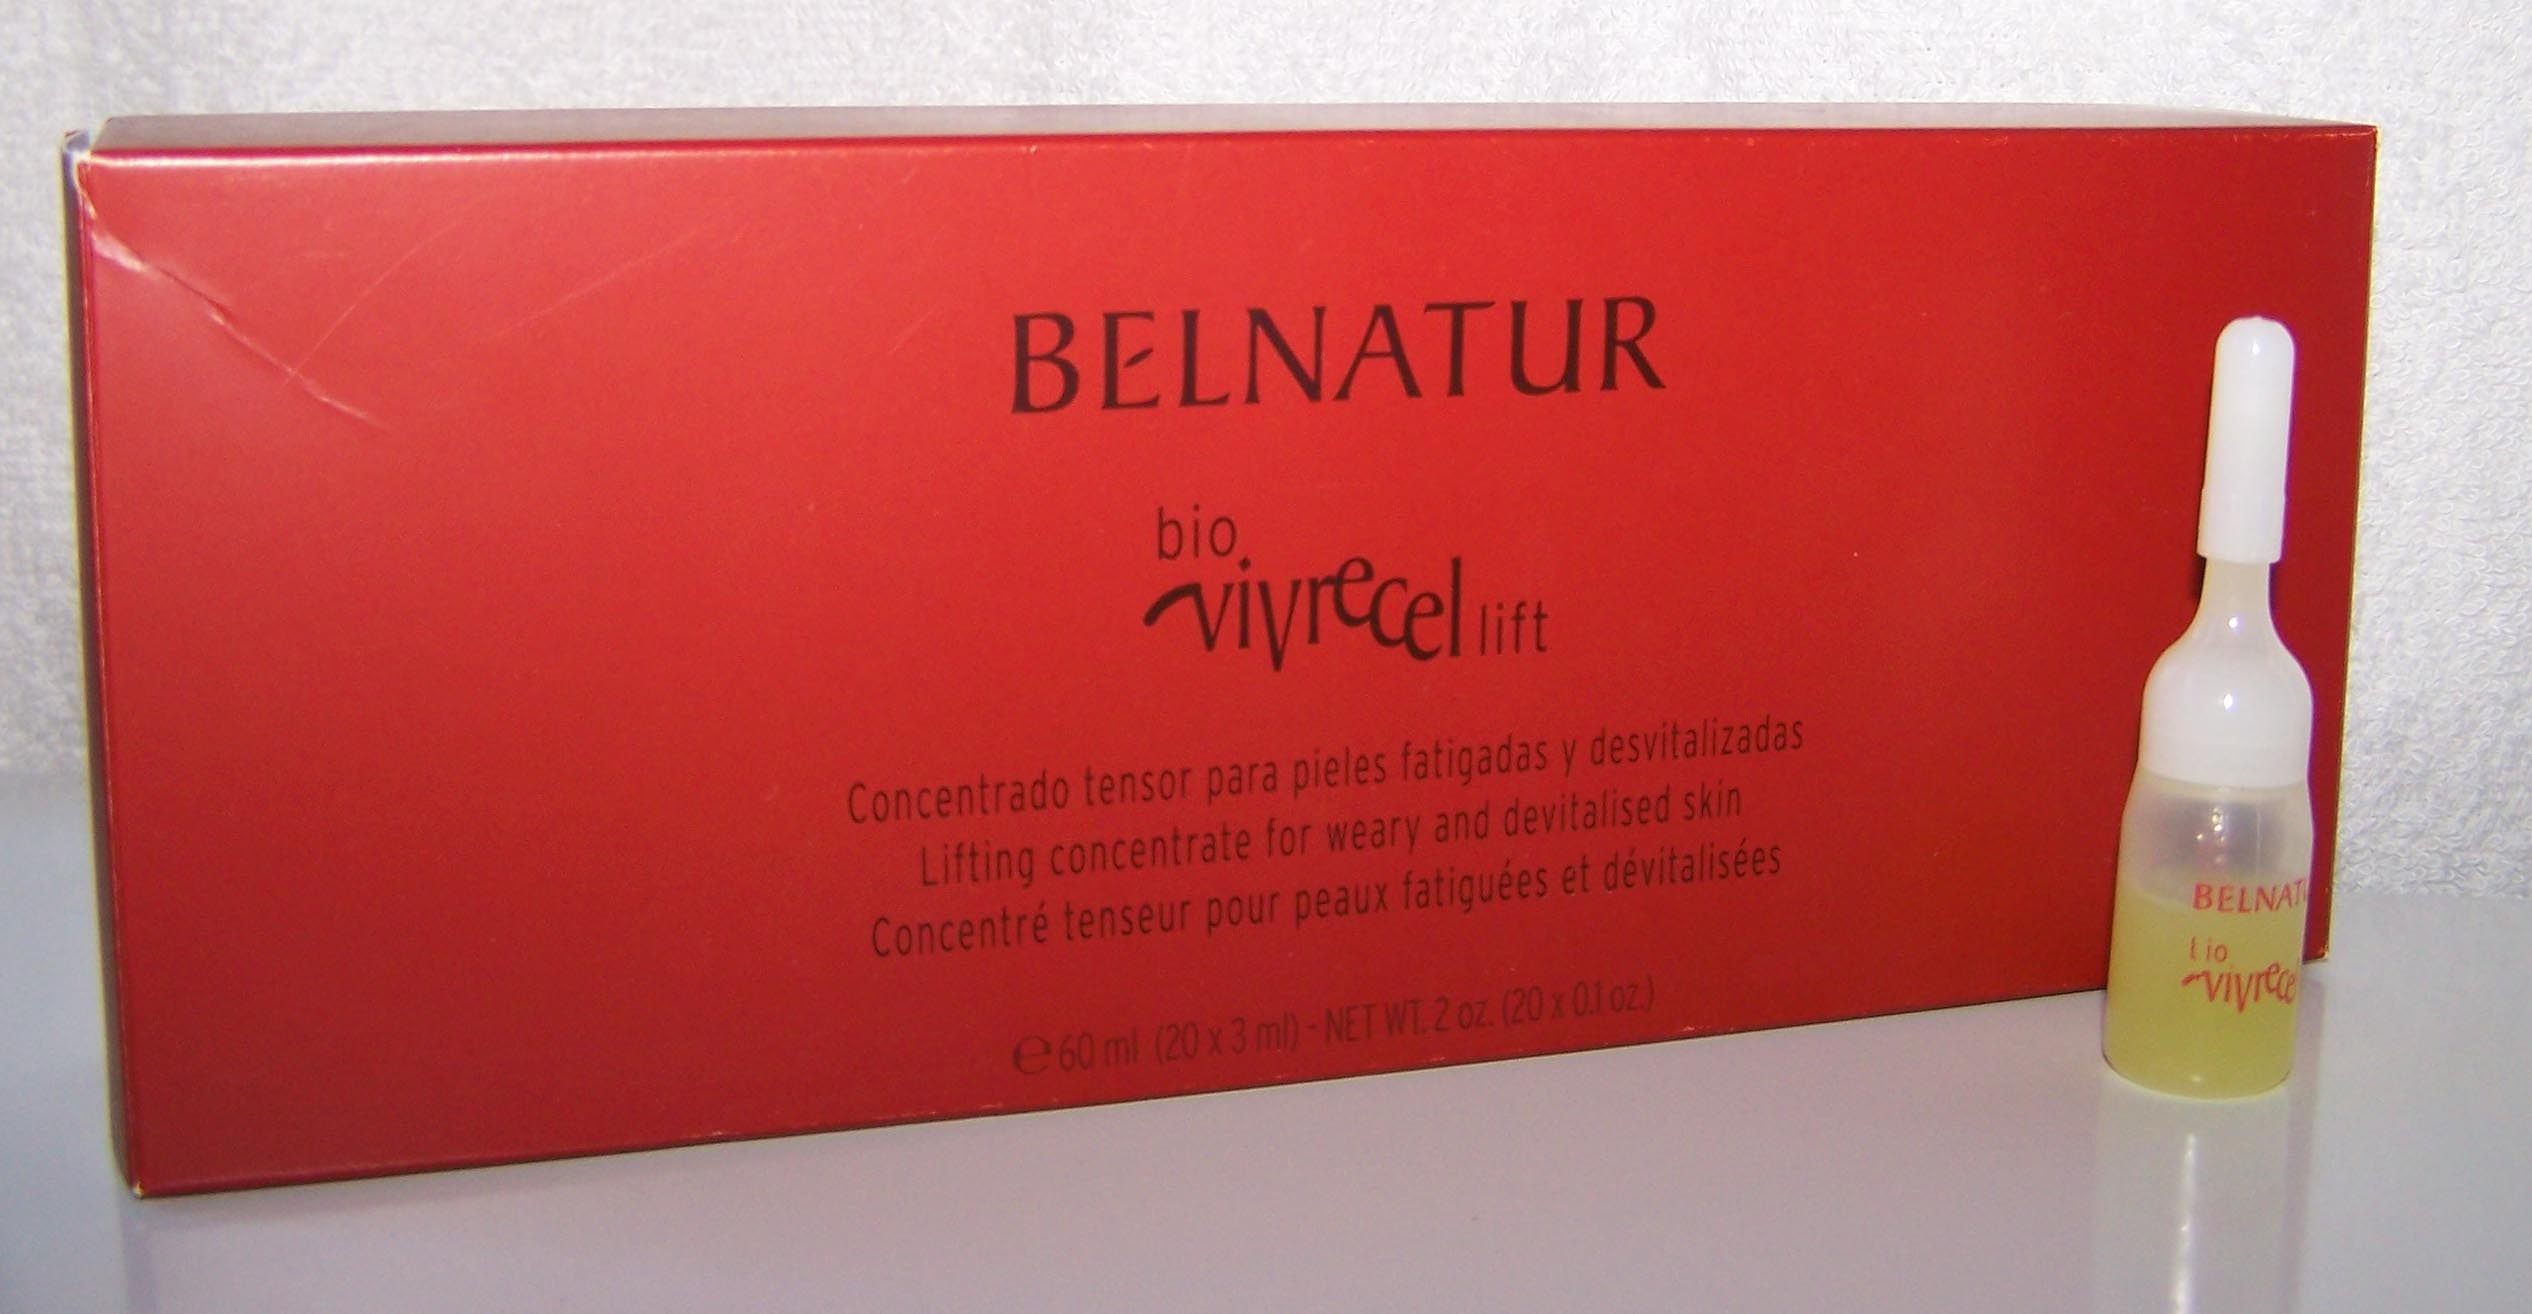 BELNATUR
bio
vivrecel lift
Concentrado tensor para pieles fatigadas y desvitalizadas
Lifting concentrate for weary and devitalised skin
Concentré tenseur pour peaux fatiguées et dévitalisées
℮ 60 ml (20 x 3 ml) - NET WT. 2 oz. (20 x 0.1 oz.)
BELNATU
bio
vivrece